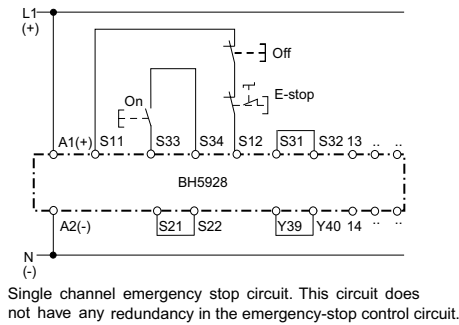 L1
(+)
Off
E-stop
On
A1(+) S11 S33 S34 S12 S31 S32 13 .. ..
BH5928
A2(-) S21 S22 Y39 Y40 14 .. ..
N
(-)
Single channel emergency stop circuit. This circuit does
not have any redundancy in the emergency-stop control circuit.